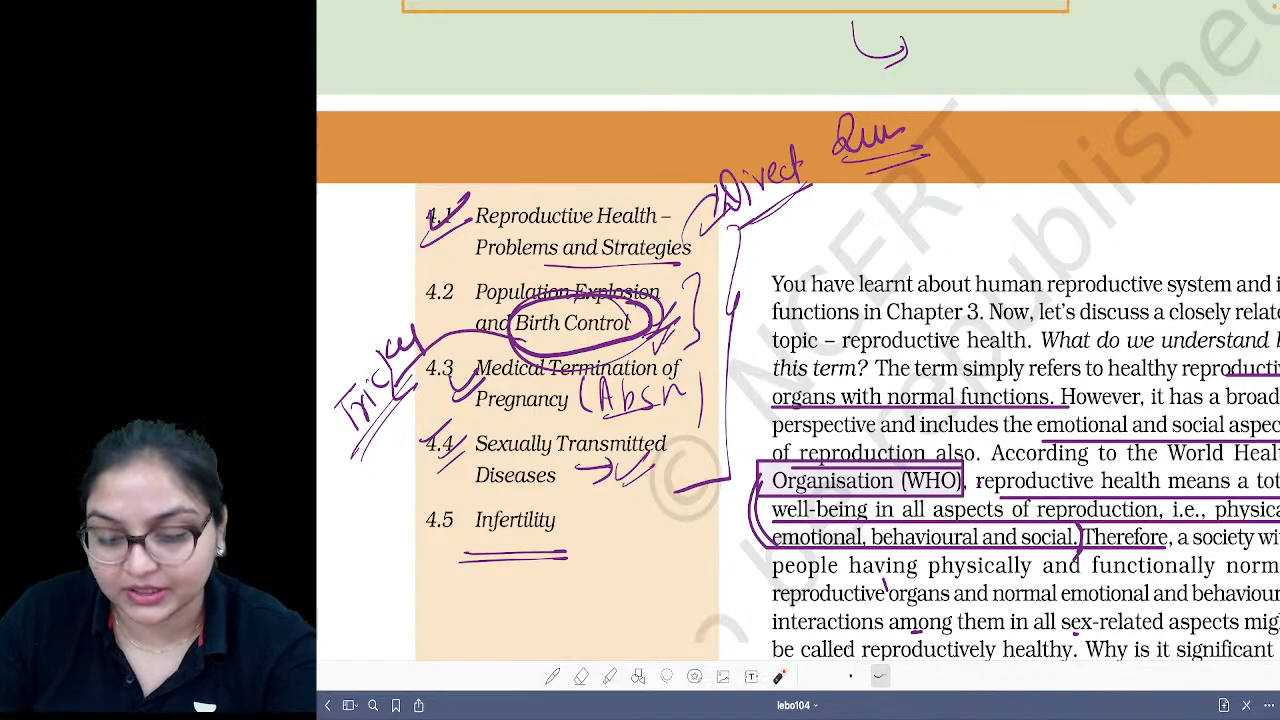 Direct Qun
4.1 Reproductive Health –
Problems and Strategies
4.2 Population Explosion
and Birth Control
Tricky
4.3 Medical Termination of
Pregnancy (Absn)
4.4 Sexually Transmitted
Diseases
4.5 Infertility
You have learnt about human reproductive system and i
functions in Chapter 3. Now, let's discuss a closely relate
topic – reproductive health. What do we understand b
this term? The term simply refers to healthy reproductiv
organs with normal functions. However, it has a broad
perspective and includes the emotional and social aspec
of reproduction also. According to the World Healt
Organisation (WHO), reproductive health means a tot
well-being in all aspects of reproduction, i.e., physica
emotional, behavioural and social. Therefore, a society wi
people having physically and functionally norm
reproductive organs and normal emotional and behaviour
interactions among them in all sex-related aspects mig
be called reproductively healthy. Why is it significant
© NCERT
be republished
lebo104